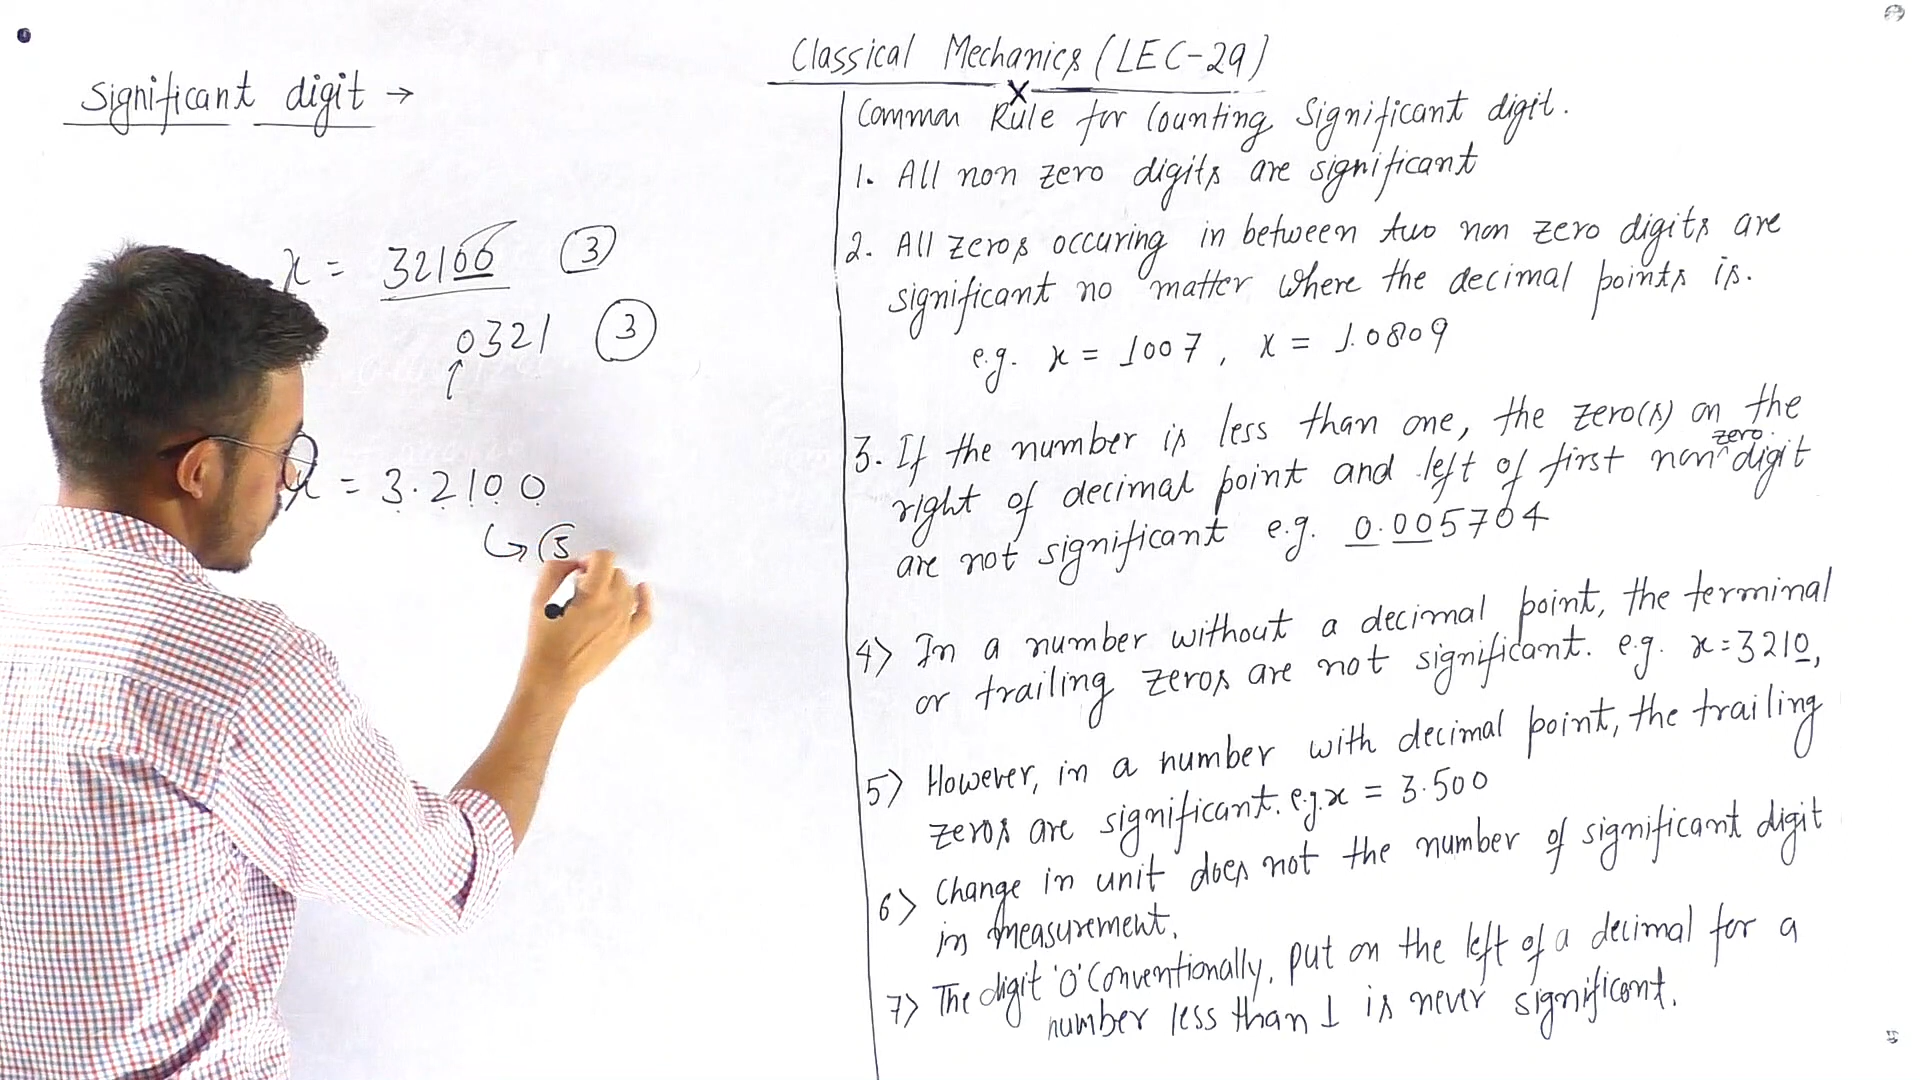 Classical Mechanics (LEC-29)
Significant digit →
x = 32100 (3)
0321 (3)
x = 3.2100
(5
Common Rule for Counting Significant digit.
1. All non zero digits are significant
2. All zeros occuring in between two non zero digits are
significant no matter where the decimal points is.
e.g. x = 1007, x = 1.0809
3. If the number is less than one, the zero(s) on the
right of decimal point and left of first non zero digit
are not significant e.g. 0.005704
4) In a number without a decimal point, the terminal
or trailing zeros are not significant. e.g. x = 3210,
5) However, in a number with decimal point, the trailing
zeros are significant. e.g. x = 3.500
6) Change in unit does not the number of significant digit
in measurement.
7) The digit '0' Conventionally, put on the left of a decimal for a
number less than 1 is never significant.